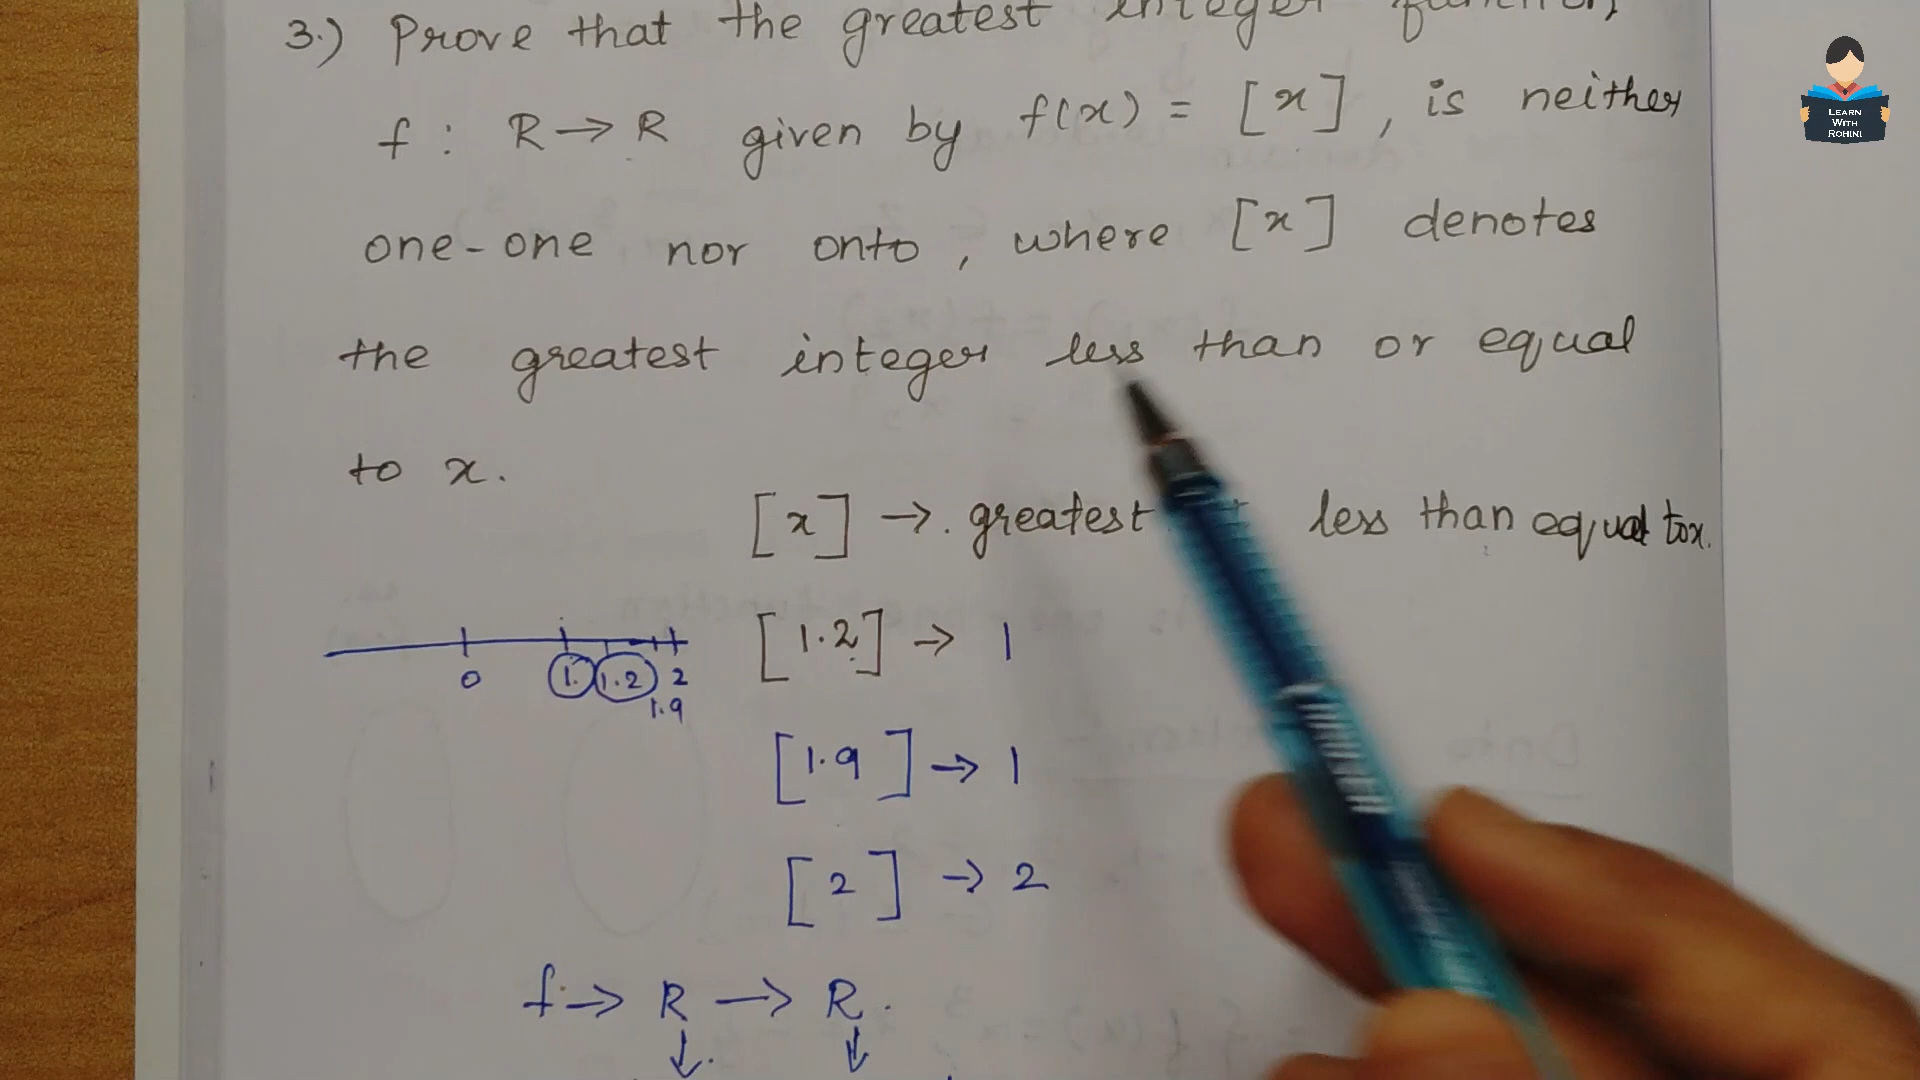 3.) Prove that the greatest integer function
f : R → R given by f(x) = [x], is neither
one-one nor onto, where [x] denotes
the greatest integer less than or equal
to x.
[x] → greatest less than equal to x.
[1.2] → 1
0 1. 1.2 2
1.9
[1.9] → 1
[2] → 2
f → R → R.
LEARN
WITH
ROHINI